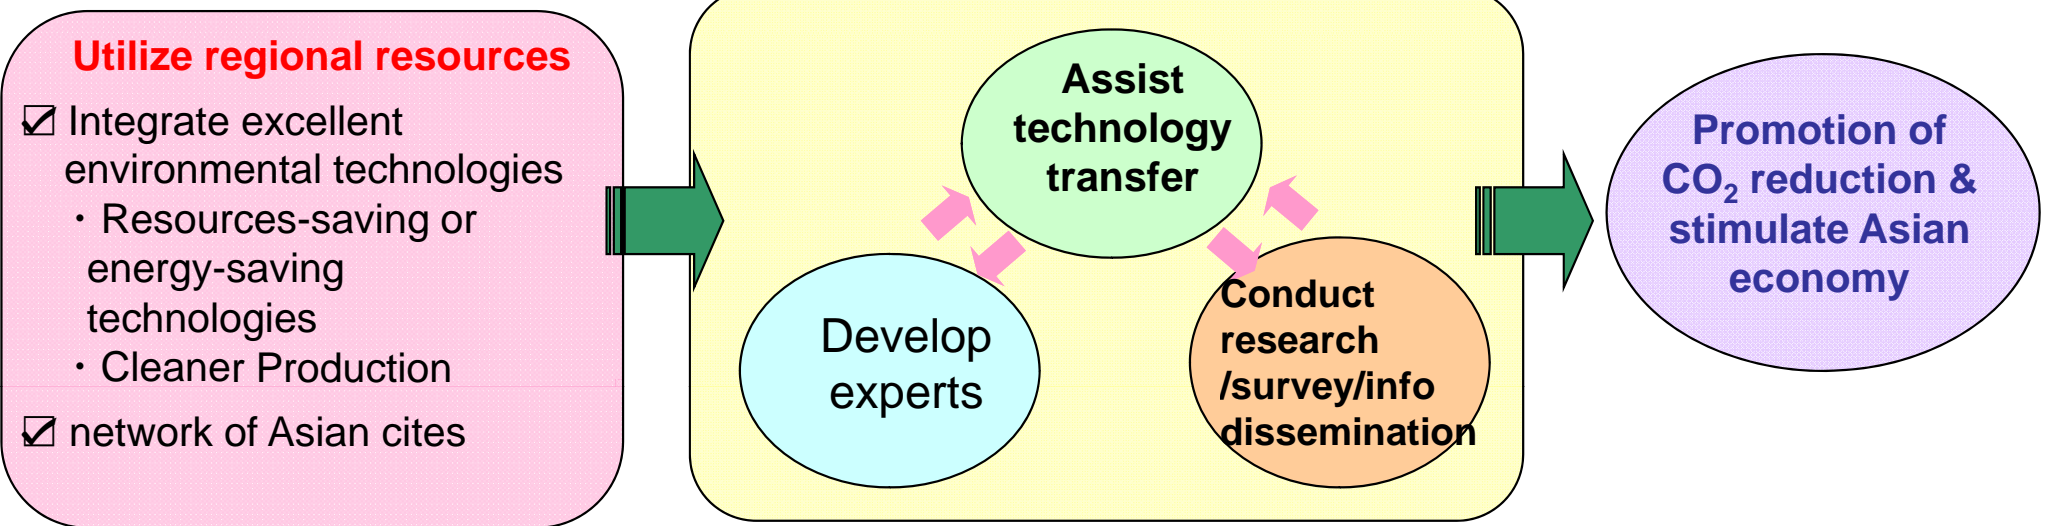 Utilize regional resources
☑ Integrate excellent
environmental technologies
・Resources-saving or
energy-saving
technologies
・Cleaner Production
☑ network of Asian cites
Assist
technology
transfer
Develop
experts
Conduct
research
/survey/info
dissemination
Promotion of
CO₂ reduction &
stimulate Asian
economy